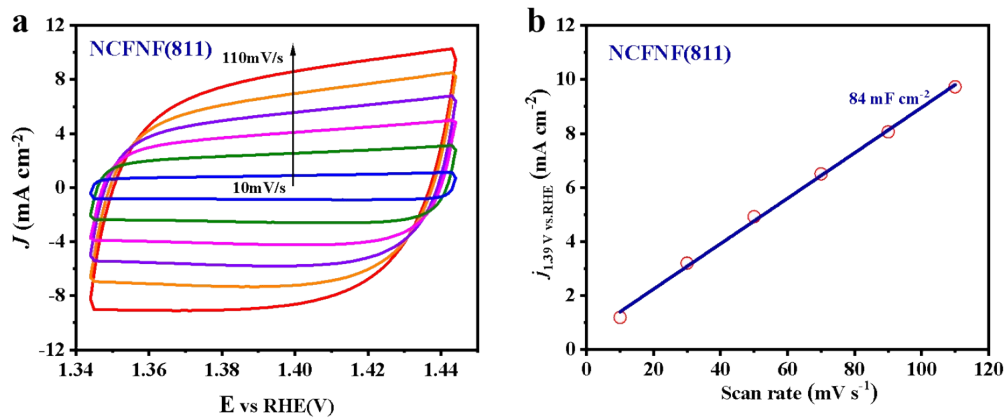 a
NCFNF(811)
110mV/s
10mV/s
12
8
4
0
-4
-8
-12
1.34
1.36
1.38
1.40
1.42
1.44
J (mA cm⁻²)
E vs RHE(V)
b
NCFNF(811)
84 mF cm⁻²
12
10
8
6
4
2
0
0
20
40
60
80
100
120
j₁.₃₉ V vs.RHE (mA cm⁻²)
Scan rate (mV s⁻¹)